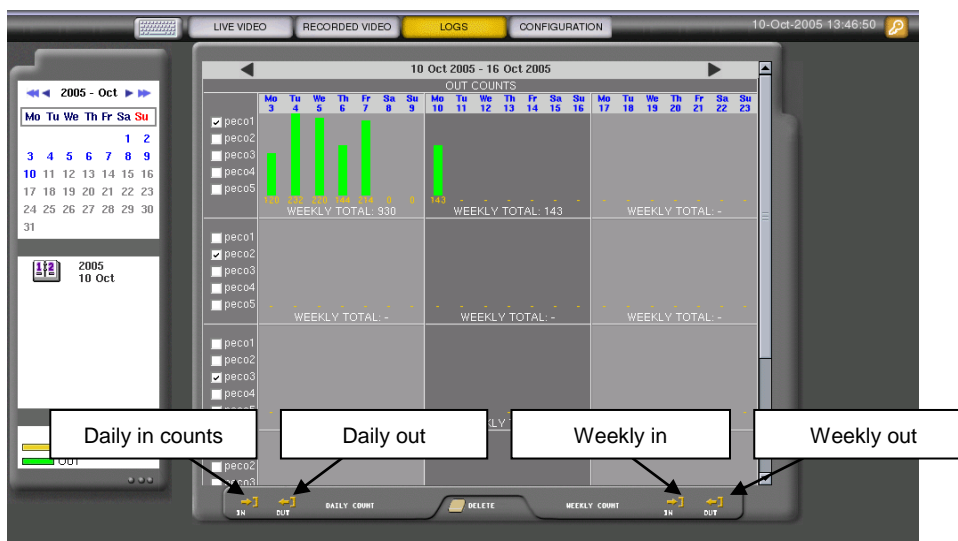 LIVE VIDEO RECORDED VIDEO LOGS CONFIGURATION 10-Oct-2005 13:46:50
2005 - Oct
Mo Tu We Th Fr Sa Su
1 2
3 4 5 6 7 8 9
10 11 12 13 14 15 16
17 18 19 20 21 22 23
24 25 26 27 28 29 30
31
1 2 2005
10 Oct
OUT
10 Oct 2005 - 16 Oct 2005
OUT COUNTS
Mo Tu We Th Fr Sa Su Mo Tu We Th Fr Sa Su Mo Tu We Th Fr Sa Su
3 4 5 6 7 8 9 10 11 12 13 14 15 16 17 18 19 20 21 22 23
peco1
peco2
peco3
peco4
peco5
120 232 220 144 214 0 0 143 - - - - - - - - - - - - -
WEEKLY TOTAL: 930 WEEKLY TOTAL: 143 WEEKLY TOTAL: -
peco1
peco2
peco3
peco4
peco5
- - - - - - - - - - - - - - - - - - - - -
WEEKLY TOTAL: - WEEKLY TOTAL: - WEEKLY TOTAL: -
peco1
peco2
peco3
peco4
peco2
Daily in counts Daily out Weekly in Weekly out
IN OUT DAILY COUNT DELETE WEEKLY COUNT IN OUT